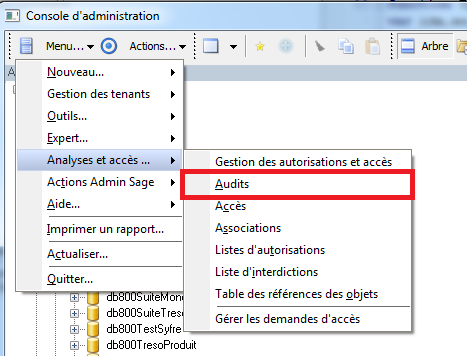 Console d'administration
Menu... Actions... Arbre
A
Nouveau...
Gestion des tenants
Outils...
Expert...
Analyses et accès ...
Actions Admin Sage
Aide...
Imprimer un rapport...
Actualiser...
Quitter...
Gestion des autorisations et accès
Audits
Accès
Associations
Listes d'autorisations
Liste d'interdictions
Table des références des objets
Gérer les demandes d'accès
db800SuiteMon
db800SuiteTreso
db800TestSyfre
db800TresoProduit